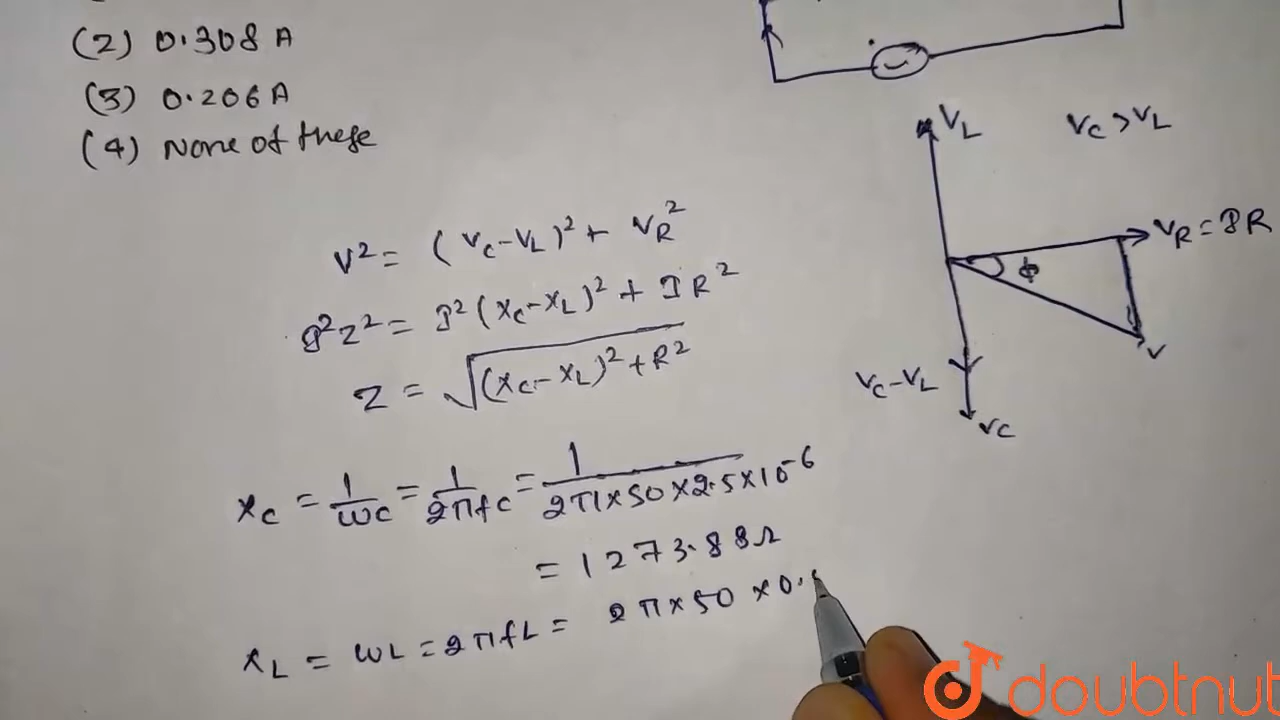 (2) 0.308 A
(3) 0.206 A
(4) None of these
V_L
V_C > V_L
V_R = IR
ϕ
V
V_C - V_L
V_C
V² = (V_C - V_L)² + V_R²
I²Z² = I²(X_C - X_L)² + IR²
Z = √(X_C - X_L)² + R²
X_C = 1/ωC = 1/2πfC = 1/2π×50×2.5×10⁻⁶
= 1273.88Ω
X_L = ωL = 2πfL = 2π×50×0.
doubtnut